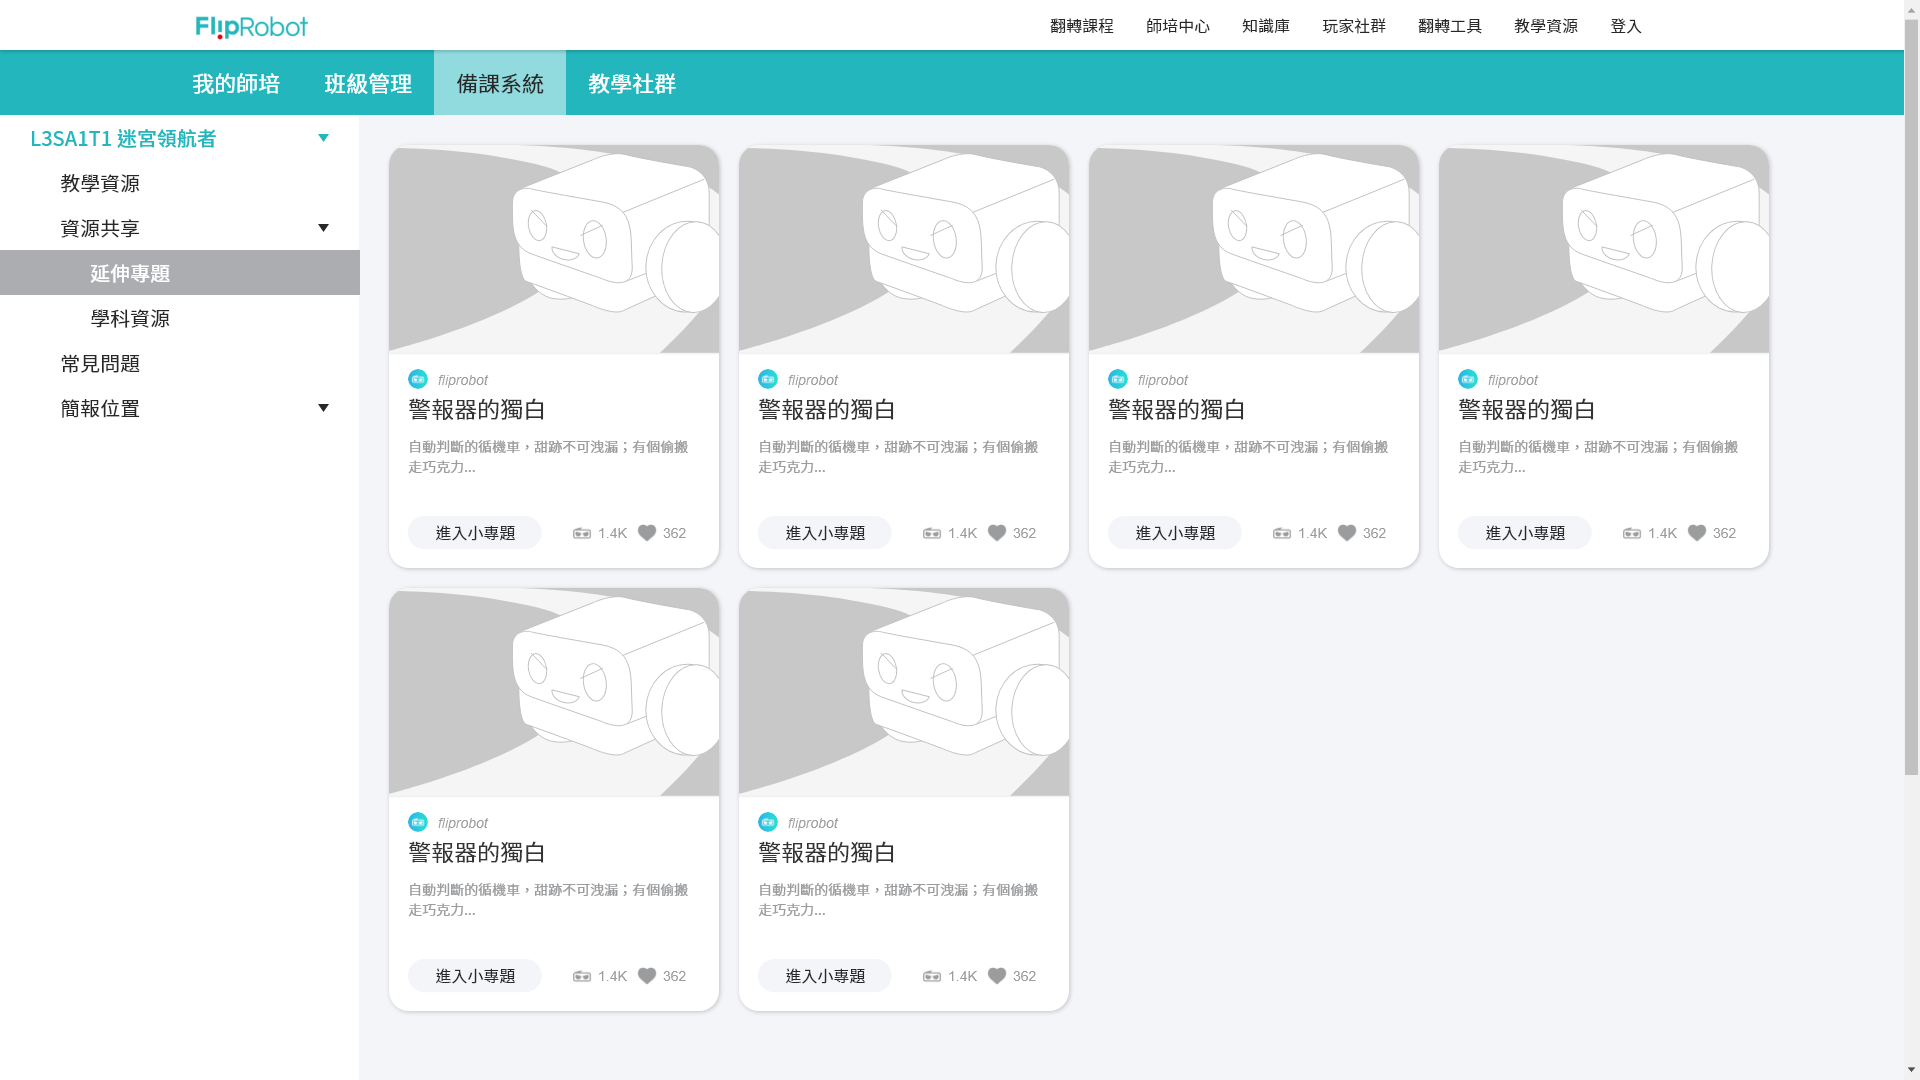 FlipRobot
翻轉課程 師培中心 知識庫 玩家社群 翻轉工具 教學資源 登入
我的師培 班級管理 備課系統 教學社群
L3SA1T1 迷宮領航者
教學資源
資源共享
延伸專題
學科資源
常見問題
簡報位置
fliprobot
警報器的獨白
自動判斷的循機車，甜跡不可洩漏；有個偷搬
走巧克力...
進入小專題 1.4K 362
fliprobot
警報器的獨白
自動判斷的循機車，甜跡不可洩漏；有個偷搬
走巧克力...
進入小專題 1.4K 362
fliprobot
警報器的獨白
自動判斷的循機車，甜跡不可洩漏；有個偷搬
走巧克力...
進入小專題 1.4K 362
fliprobot
警報器的獨白
自動判斷的循機車，甜跡不可洩漏；有個偷搬
走巧克力...
進入小專題 1.4K 362
fliprobot
警報器的獨白
自動判斷的循機車，甜跡不可洩漏；有個偷搬
走巧克力...
進入小專題 1.4K 362
fliprobot
警報器的獨白
自動判斷的循機車，甜跡不可洩漏；有個偷搬
走巧克力...
進入小專題 1.4K 362